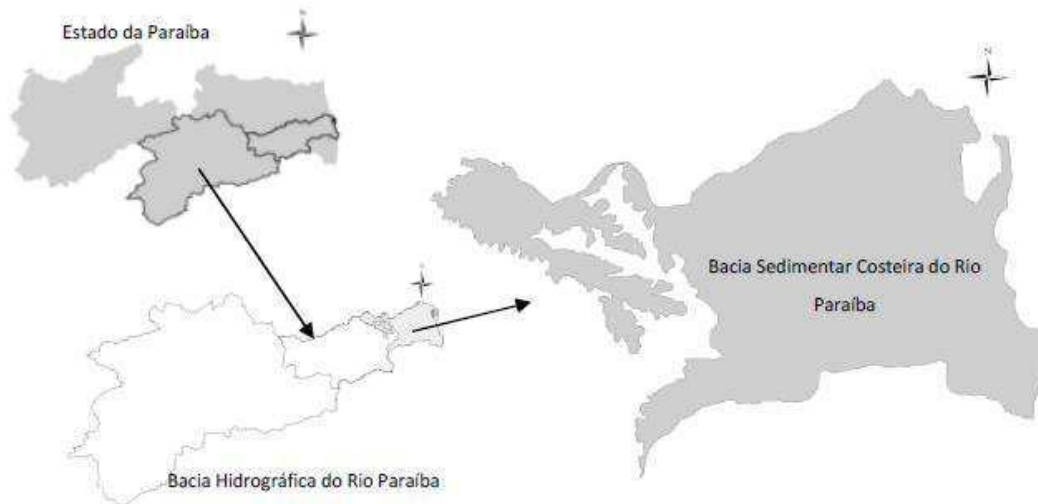 Estado da Paraíba
N
Bacia Sedimentar Costeira do Rio
Paraíba
Bacia Hidrográfica do Rio Paraíba